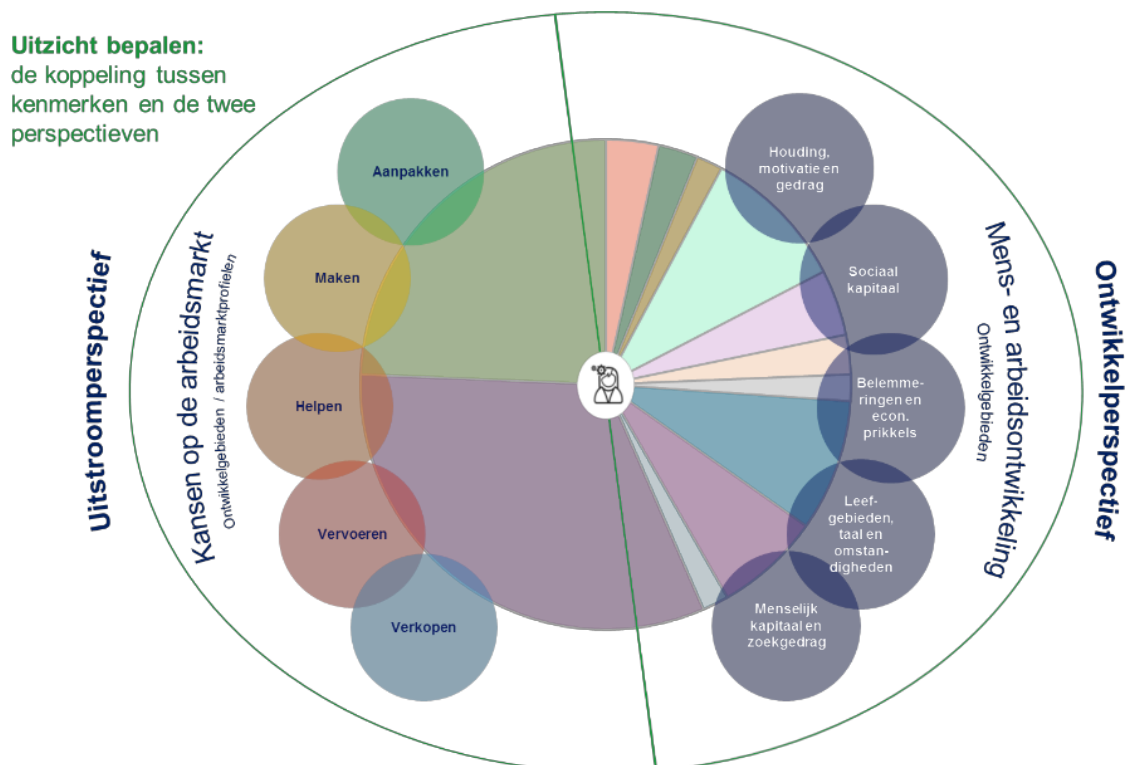 Uitzicht bepalen:
de koppeling tussen
kenmerken en de twee
perspectieven
Uitstroomperspectief
Kansen op de arbeidsmarkt
Ontwikkelgebieden / arbeidsmarktprofielen
Aanpakken
Maken
Helpen
Vervoeren
Verkopen
Houding,
motivatie en
gedrag
Sociaal
kapitaal
Belemme-
ringen en
econ.
prikkels
Leef-
gebieden,
taal en
omstan-
digheden
Menselijk
kapitaal en
zoekgedrag
Mens- en arbeidsontwikkeling
Ontwikkelgebieden
Ontwikkelperspectief